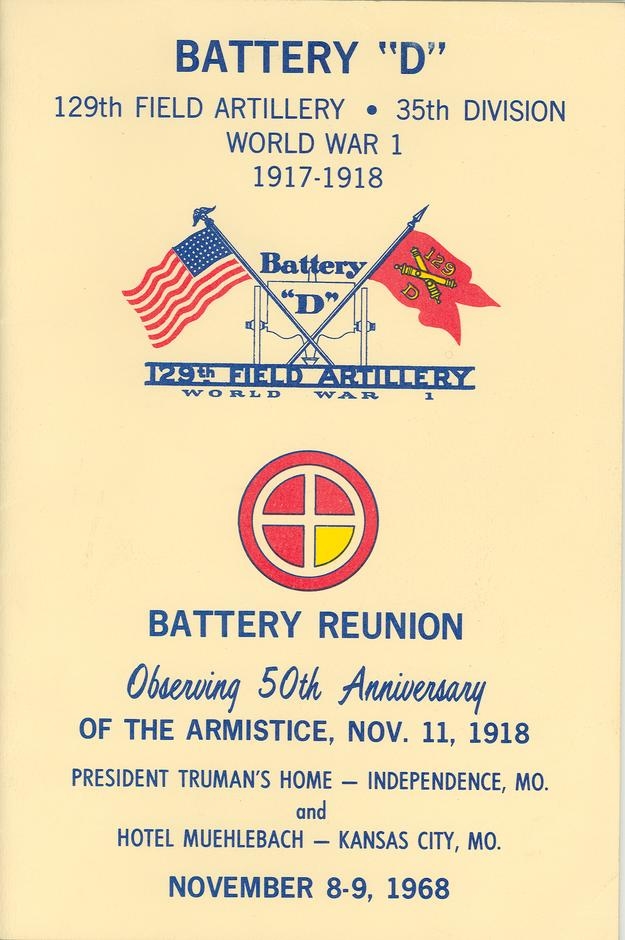 BATTERY "D"
129th FIELD ARTILLERY • 35th DIVISION
WORLD WAR 1
1917-1918
Battery
"D"
129
D
129th FIELD ARTILLERY
WORLD WAR 1
BATTERY REUNION
Observing 50th Anniversary
OF THE ARMISTICE, NOV. 11, 1918
PRESIDENT TRUMAN'S HOME — INDEPENDENCE, MO.
and
HOTEL MUEHLEBACH — KANSAS CITY, MO.
NOVEMBER 8-9, 1968